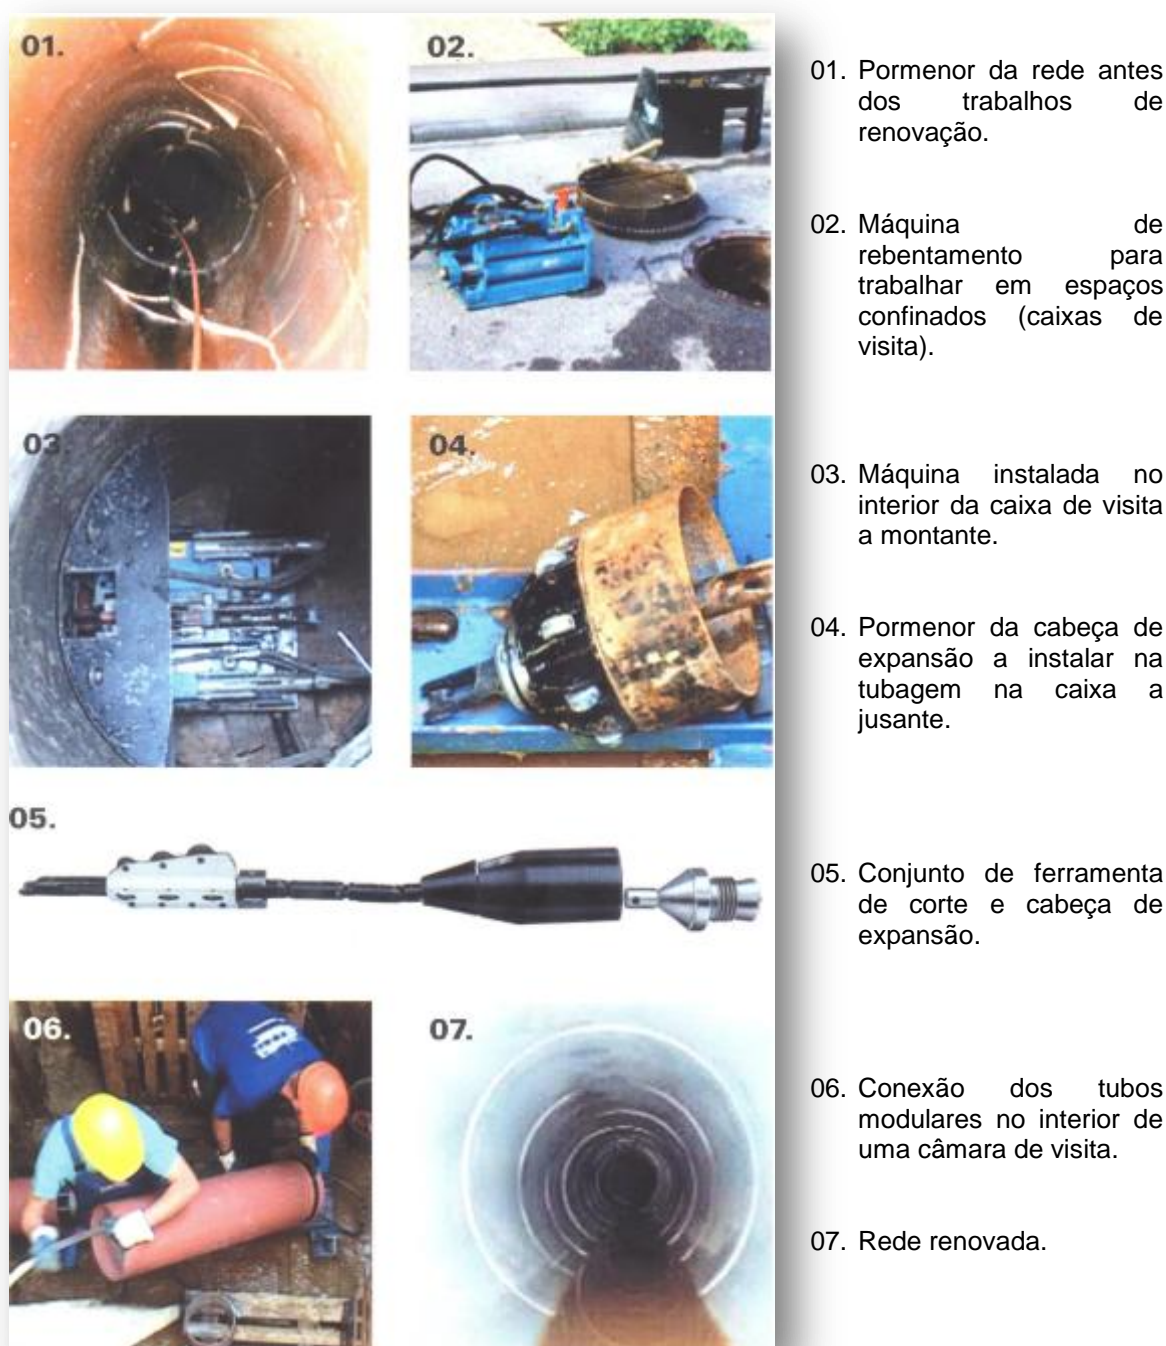 01.
02.
03.
04.
05.
06.
07.
01. Pormenor da rede antes
dos trabalhos de
renovação.
02. Máquina de
rebentamento para
trabalhar em espaços
confinados (caixas de
visita).
03. Máquina instalada no
interior da caixa de visita
a montante.
04. Pormenor da cabeça de
expansão a instalar na
tubagem na caixa a
jusante.
05. Conjunto de ferramenta
de corte e cabeça de
expansão.
06. Conexão dos tubos
modulares no interior de
uma câmara de visita.
07. Rede renovada.